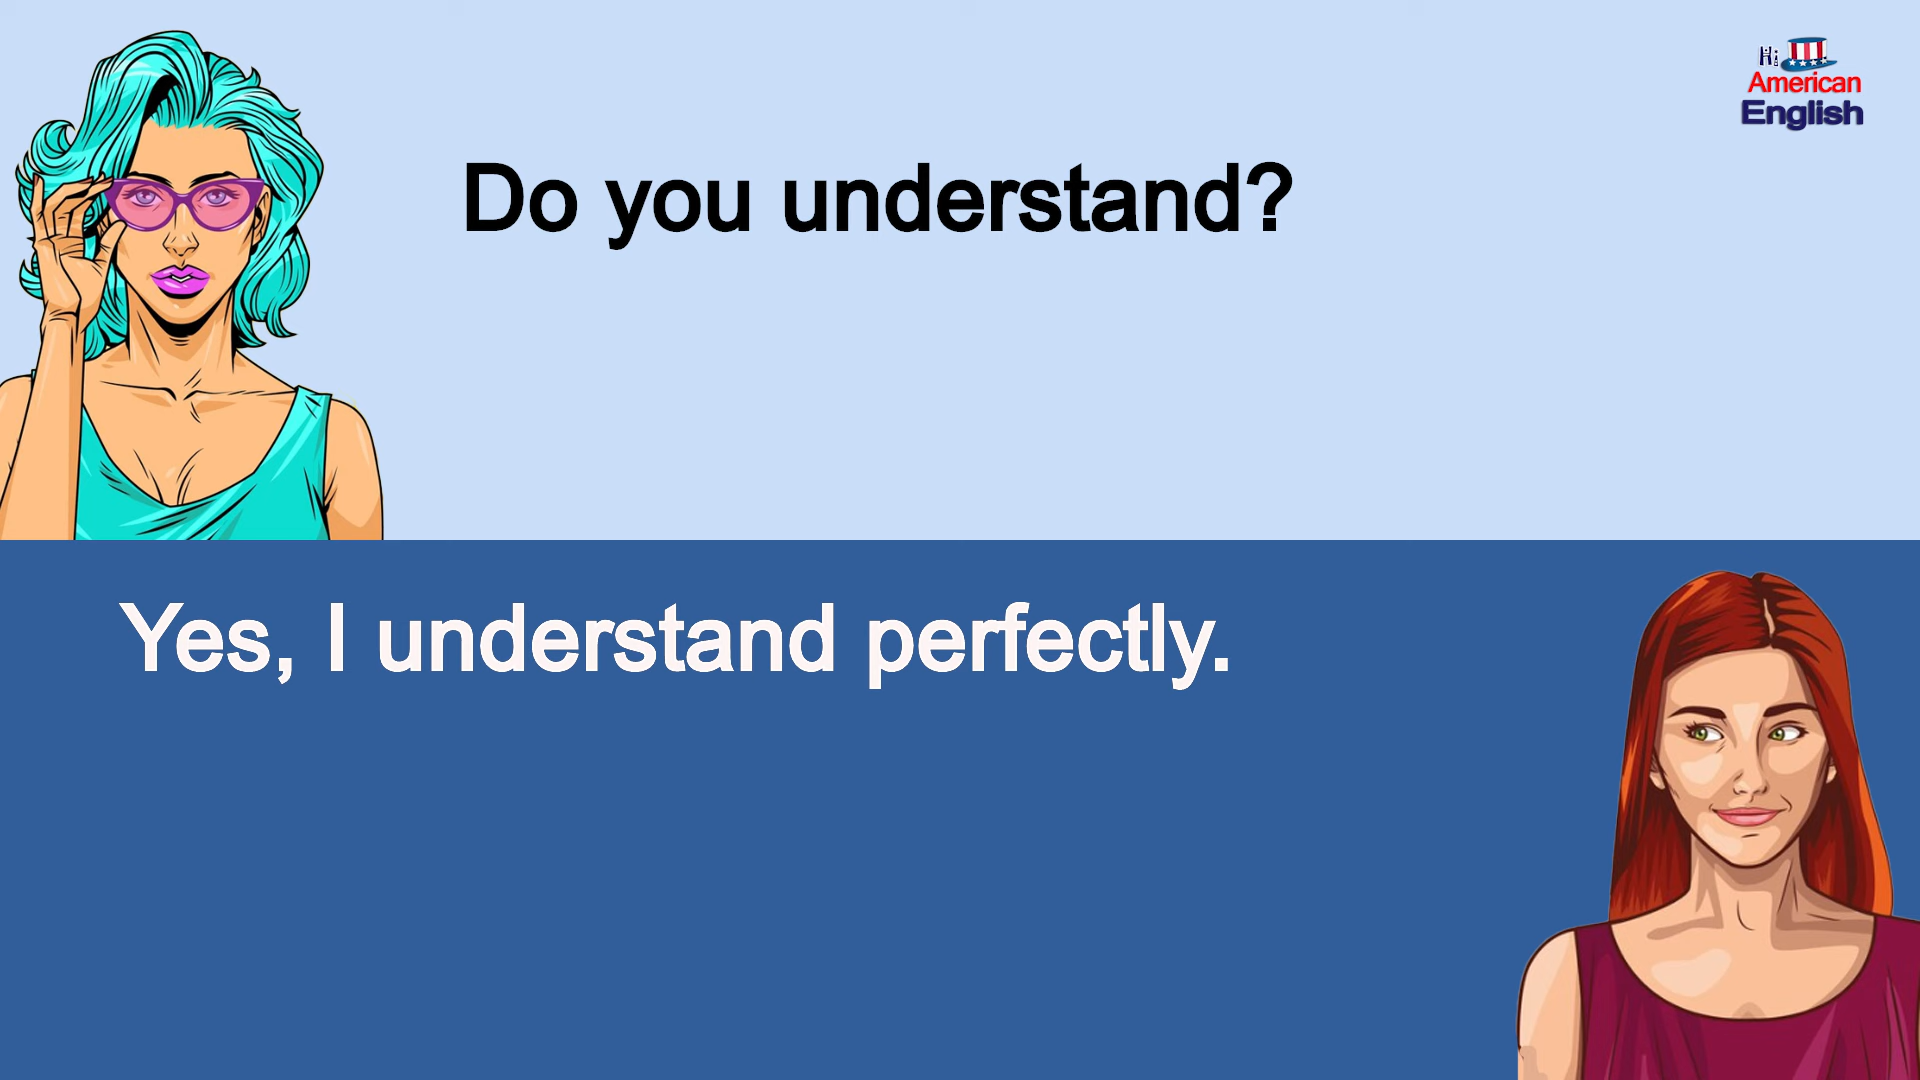 Hi
American
English
Do you understand?
Yes, I understand perfectly.